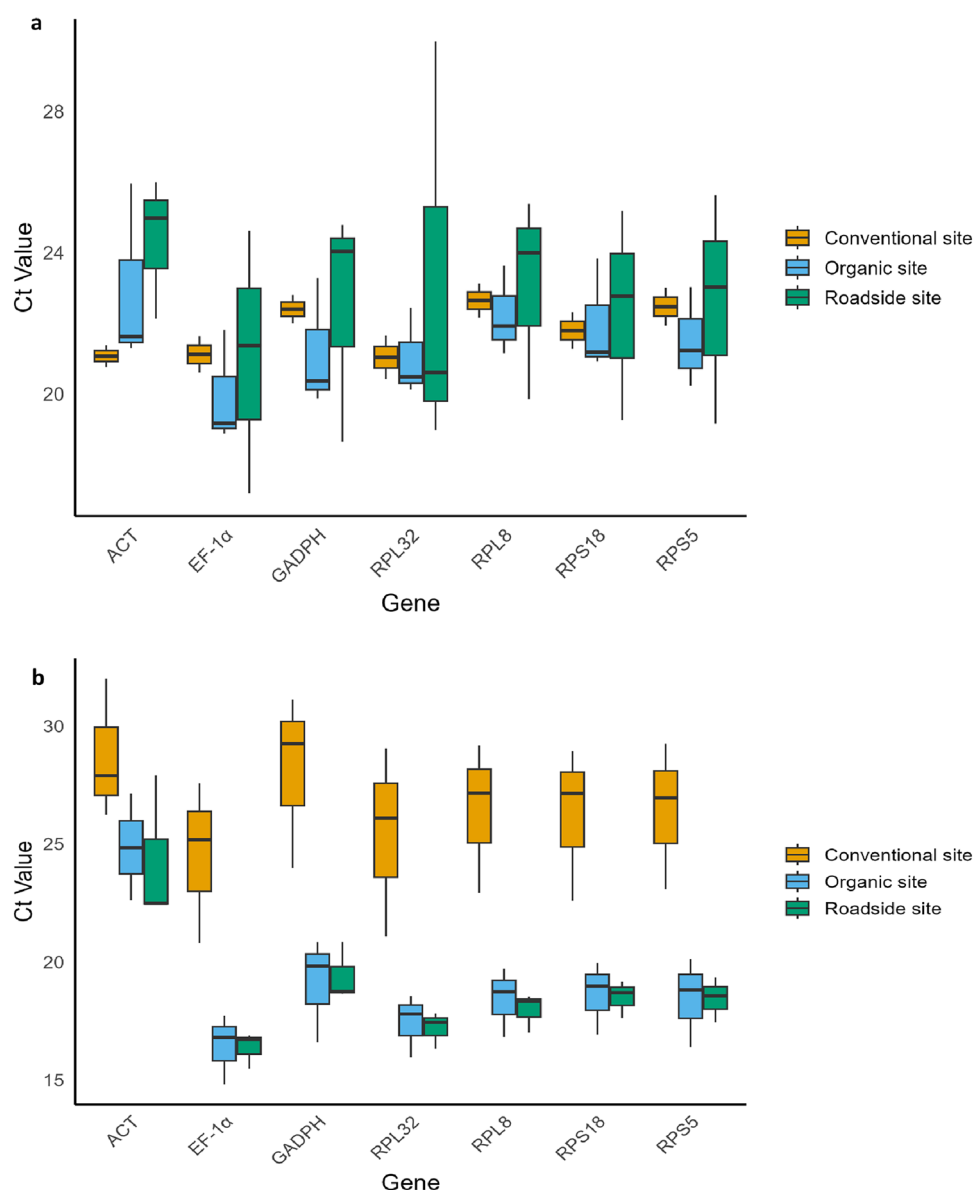 a
28
24
20
Ct Value
ACT
EF-1α
GADPH
RPL32
RPL8
RPS18
RPS5
Gene
Conventional site
Organic site
Roadside site
b
30
25
20
15
Ct Value
ACT
EF-1α
GADPH
RPL32
RPL8
RPS18
RPS5
Gene
Conventional site
Organic site
Roadside site